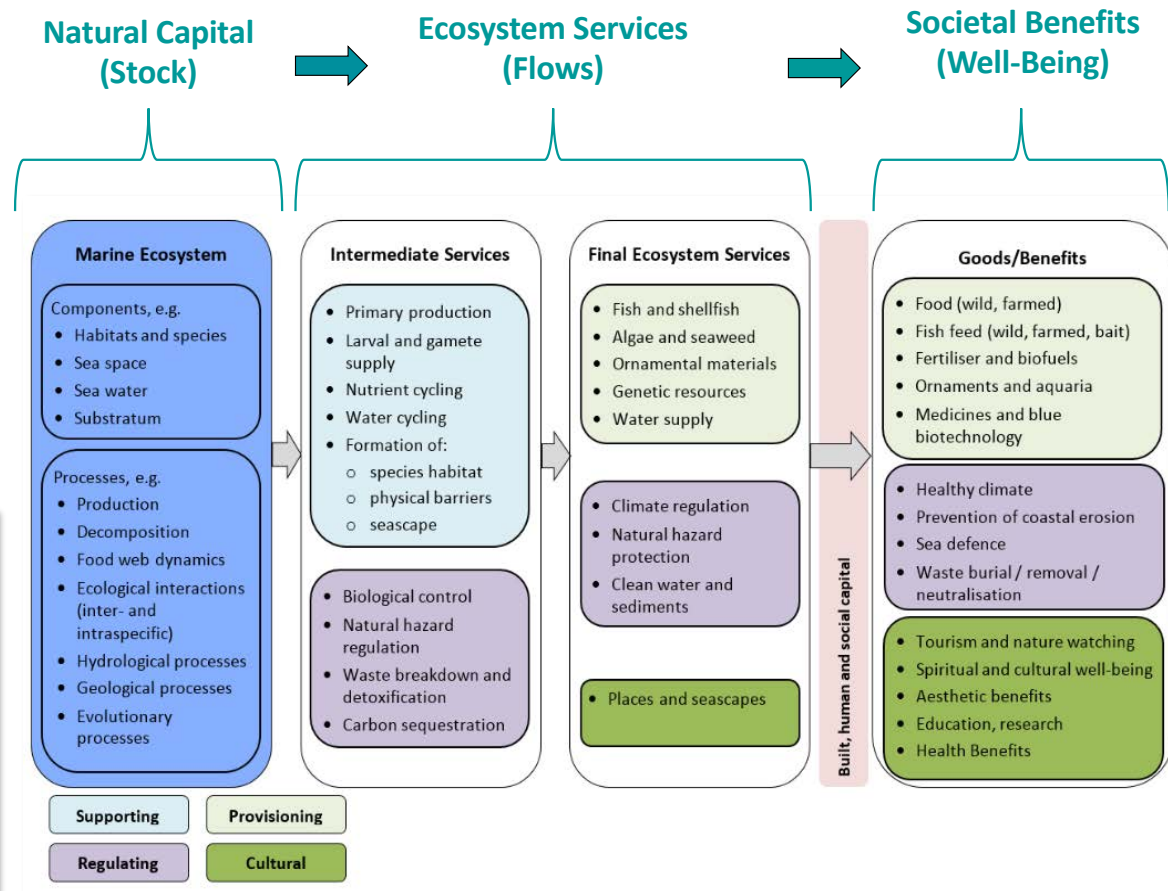 Natural Capital
(Stock)
Ecosystem Services
(Flows)
Societal Benefits
(Well-Being)
Marine Ecosystem
Components, e.g.
• Habitats and species
• Sea space
• Sea water
• Substratum
Processes, e.g.
• Production
• Decomposition
• Food web dynamics
• Ecological interactions
(inter- and
intraspecific)
• Hydrological processes
• Geological processes
• Evolutionary
processes
Intermediate Services
• Primary production
• Larval and gamete
supply
• Nutrient cycling
• Water cycling
• Formation of:
o species habitat
o physical barriers
o seascape
• Biological control
• Natural hazard
regulation
• Waste breakdown and
detoxification
• Carbon sequestration
Final Ecosystem Services
• Fish and shellfish
• Algae and seaweed
• Ornamental materials
• Genetic resources
• Water supply
• Climate regulation
• Natural hazard
protection
• Clean water and
sediments
• Places and seascapes
Built, human and social capital
Goods/Benefits
• Food (wild, farmed)
• Fish feed (wild, farmed, bait)
• Fertiliser and biofuels
• Ornaments and aquaria
• Medicines and blue
biotechnology
• Healthy climate
• Prevention of coastal erosion
• Sea defence
• Waste burial / removal /
neutralisation
• Tourism and nature watching
• Spiritual and cultural well-being
• Aesthetic benefits
• Education, research
• Health Benefits
Supporting
Provisioning
Regulating
Cultural